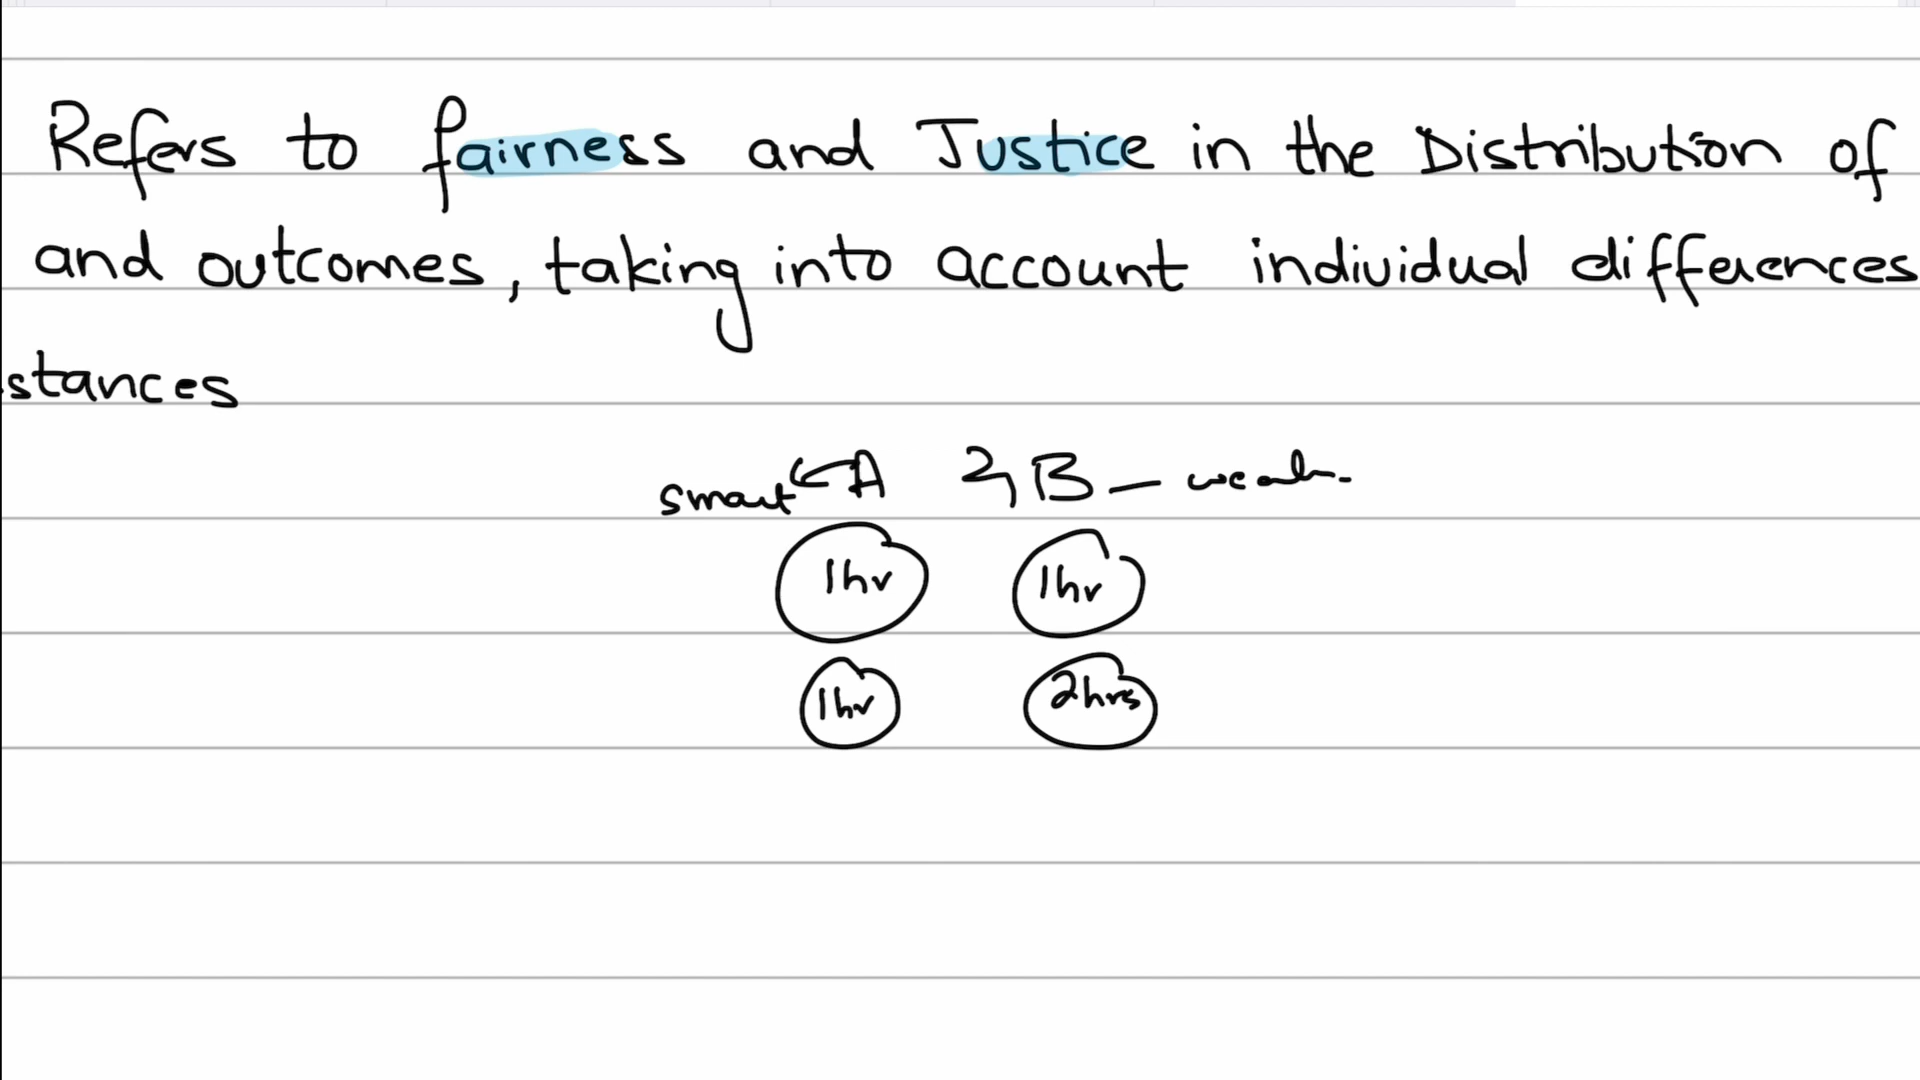 Refers to fairness and Justice in the Distribution of
and outcomes, taking into account individual differences
stances
smart A B - weak
1hr 1hr
1hr 2hrs